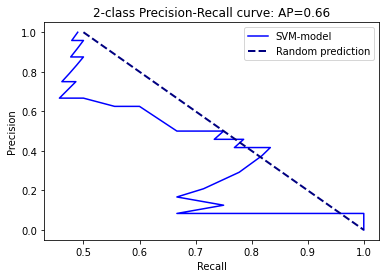 2-class Precision-Recall curve: AP=0.66
SVM-model
Random prediction
Precision
1.0
0.8
0.6
0.4
0.2
0.0
0.5
0.6
0.7
0.8
0.9
1.0
Recall